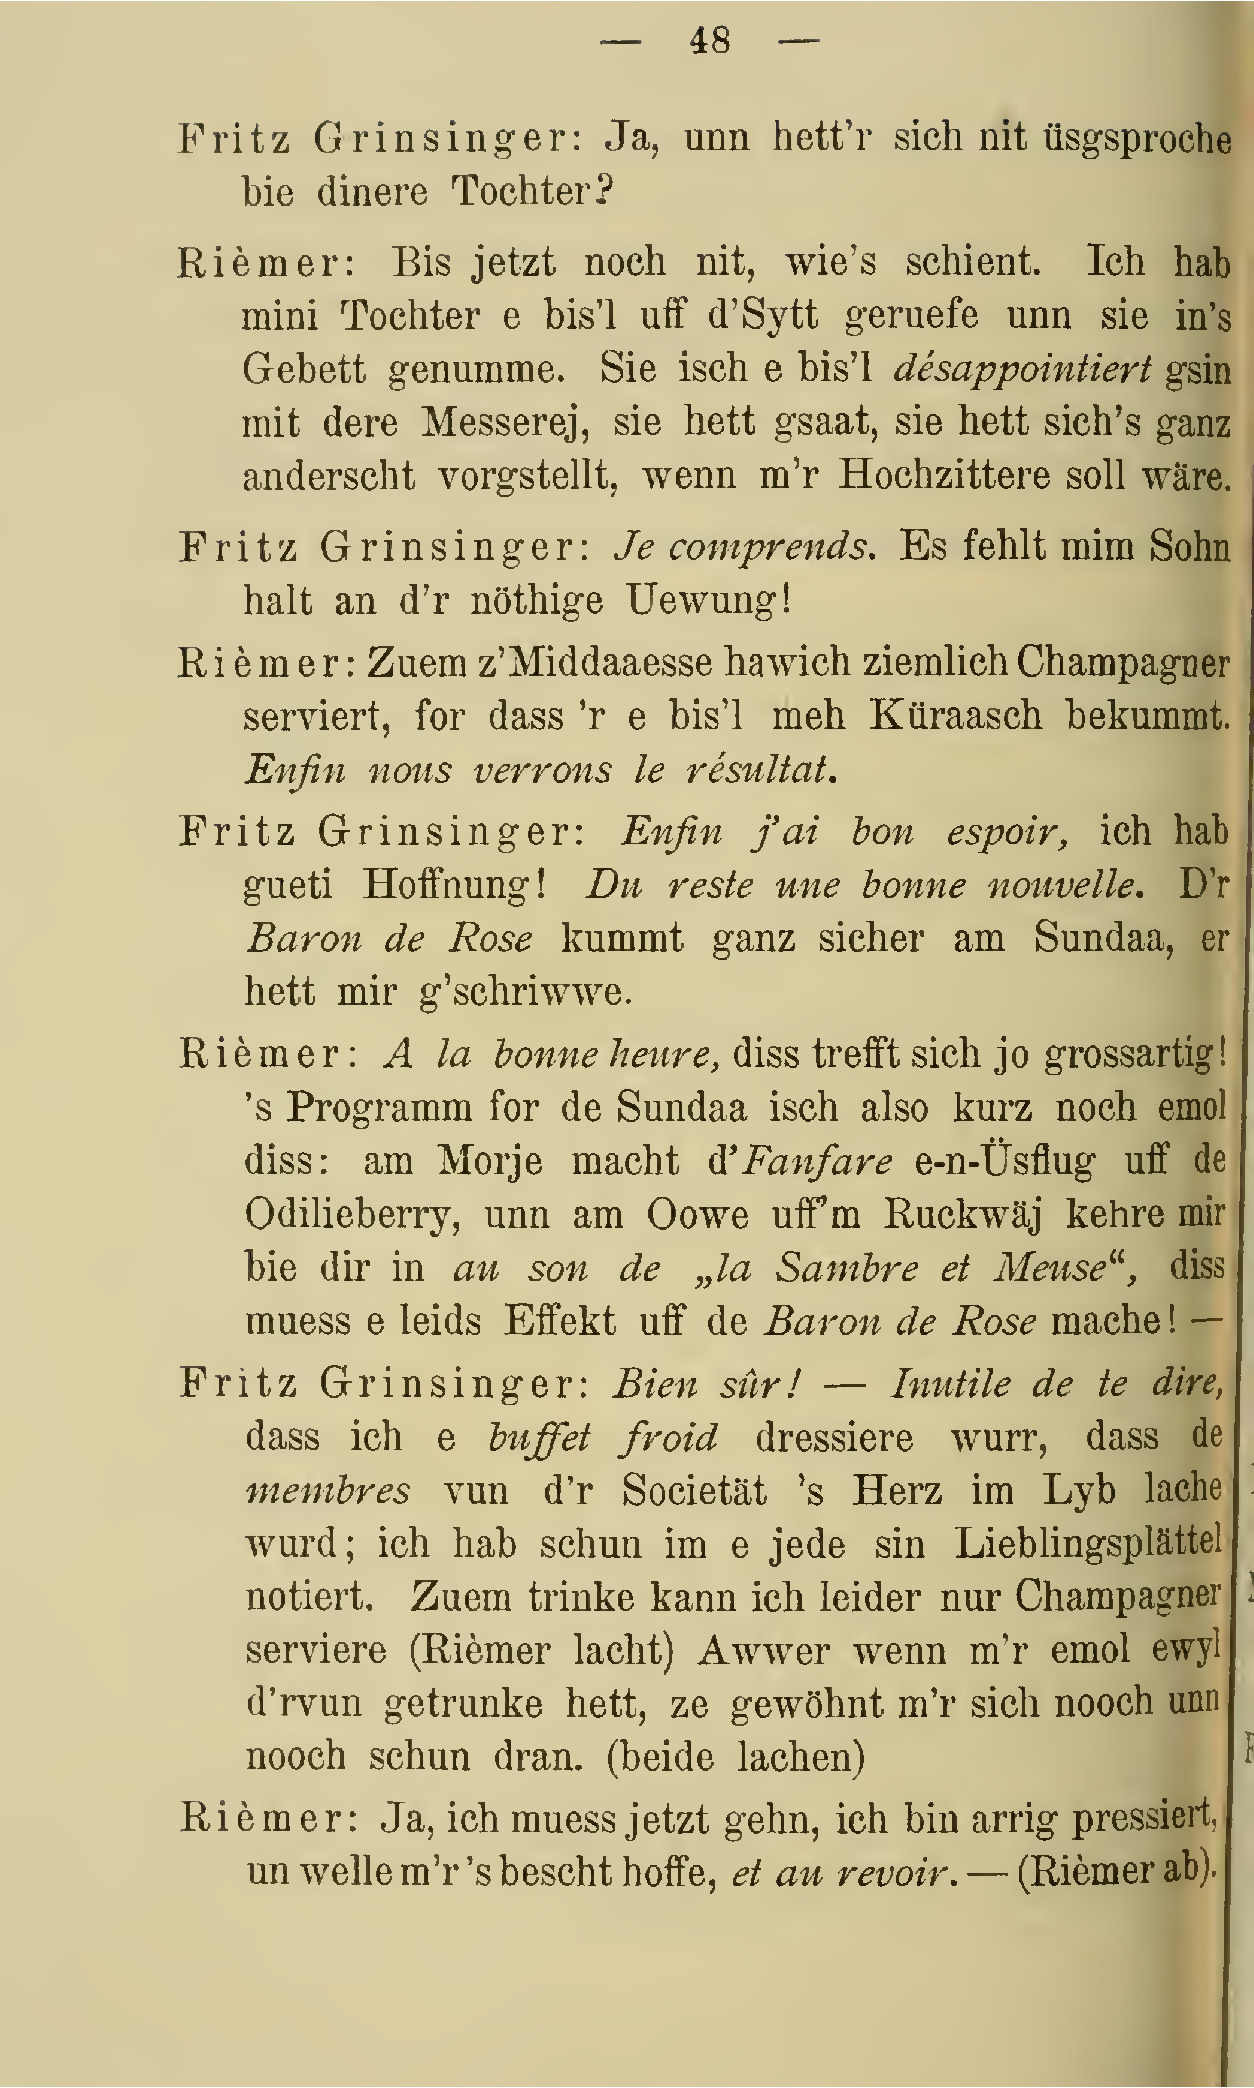 — 48 —
Fritz Grinsinger: Ja, unn hett'r sich nit üsgsproche
bie dinere Tochter?
Rièmer: Bis jetzt noch nit, wie's schient. Ich hab
mini Tochter e bis'l uff d'Sytt geruefe unn sie in's
Gebett genumme. Sie isch e bis'l désappointiert gsin
mit dere Messerej, sie hett gsaat, sie hett sich's ganz
anderscht vorgstellt, wenn m'r Hochzittere soll wäre.
Fritz Grinsinger: Je comprends. Es fehlt mim Sohn
halt an d'r nöthige Uewung!
Rièmer: Zuem z'Middaaesse hawich ziemlich Champagner
serviert, for dass 'r e bis'l meh Küraasch bekummt.
Enfin nous verrons le résultat.
Fritz Grinsinger: Enfin j'ai bon espoir, ich hab
gueti Hoffnung! Du reste une bonne nouvelle. D'r
Baron de Rose kummt ganz sicher am Sundaa, er
hett mir g'schriwwe.
Rièmer: A la bonne heure, diss trefft sich jo grossartig!
's Programm for de Sundaa isch also kurz noch emol
diss: am Morje macht d'Fanfare e-n-Üsflug uff de
Odilieberry, unn am Oowe uff'm Ruckwäj kehre mir
bie dir in au son de „la Sambre et Meuse“, diss
muess e leids Effekt uff de Baron de Rose mache! —
Fritz Grinsinger: Bien sûr! — Inutile de te dire,
dass ich e buffet froid dressiere wurr, dass de
membres vun d'r Societät 's Herz im Lyb lache
wurd; ich hab schun im e jede sin Lieblingsplättel
notiert. Zuem trinke kann ich leider nur Champagner
serviere (Rièmer lacht) Awwer wenn m'r emol ewyl
d'rvun getrunke hett, ze gewöhnt m'r sich nooch unn
nooch schun dran. (beide lachen)
Rièmer: Ja, ich muess jetzt gehn, ich bin arrig pressiert,
un welle m'r 's bescht hoffe, et au revoir. — (Rièmer ab).